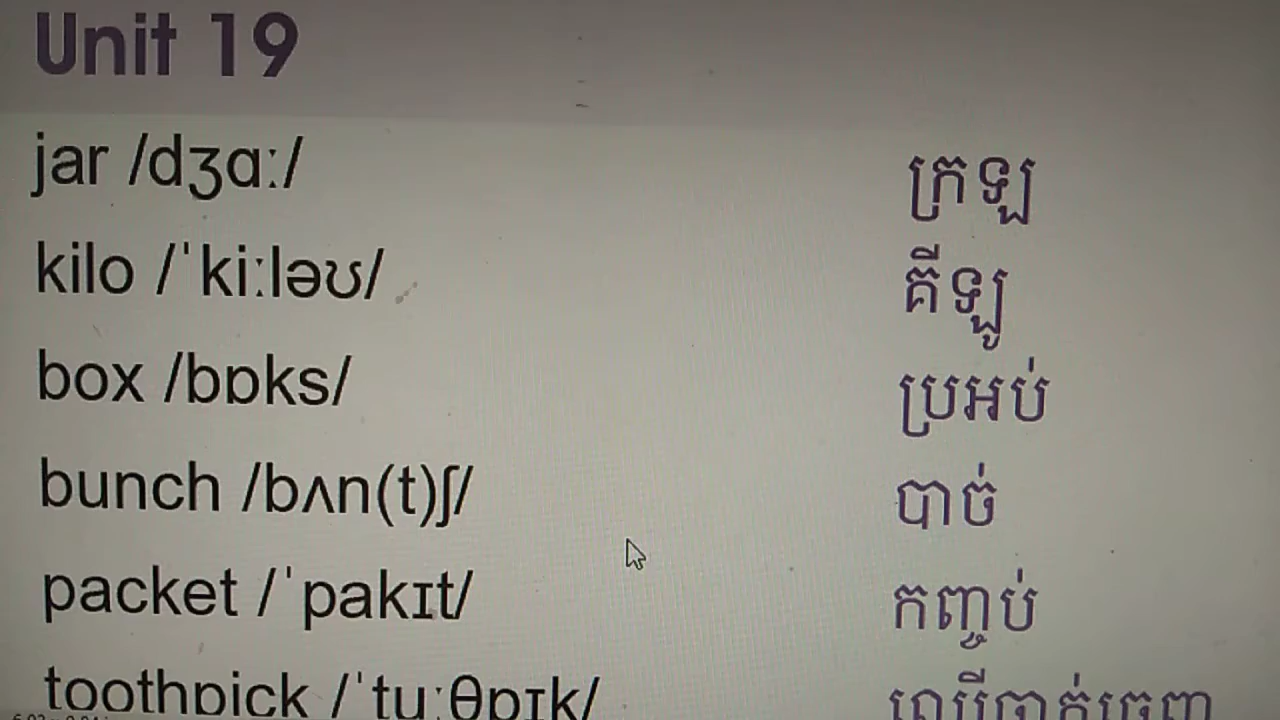 Unit 19
jar /dʒɑː/ ក្រឡ
kilo /ˈkiːləʊ/ គីឡូ
box /bɒks/ ប្រអប់
bunch /bʌn(t)ʃ/ បាច់
packet /ˈpakɪt/ កញ្ចប់
toothpick /ˈtuːθpɪk/